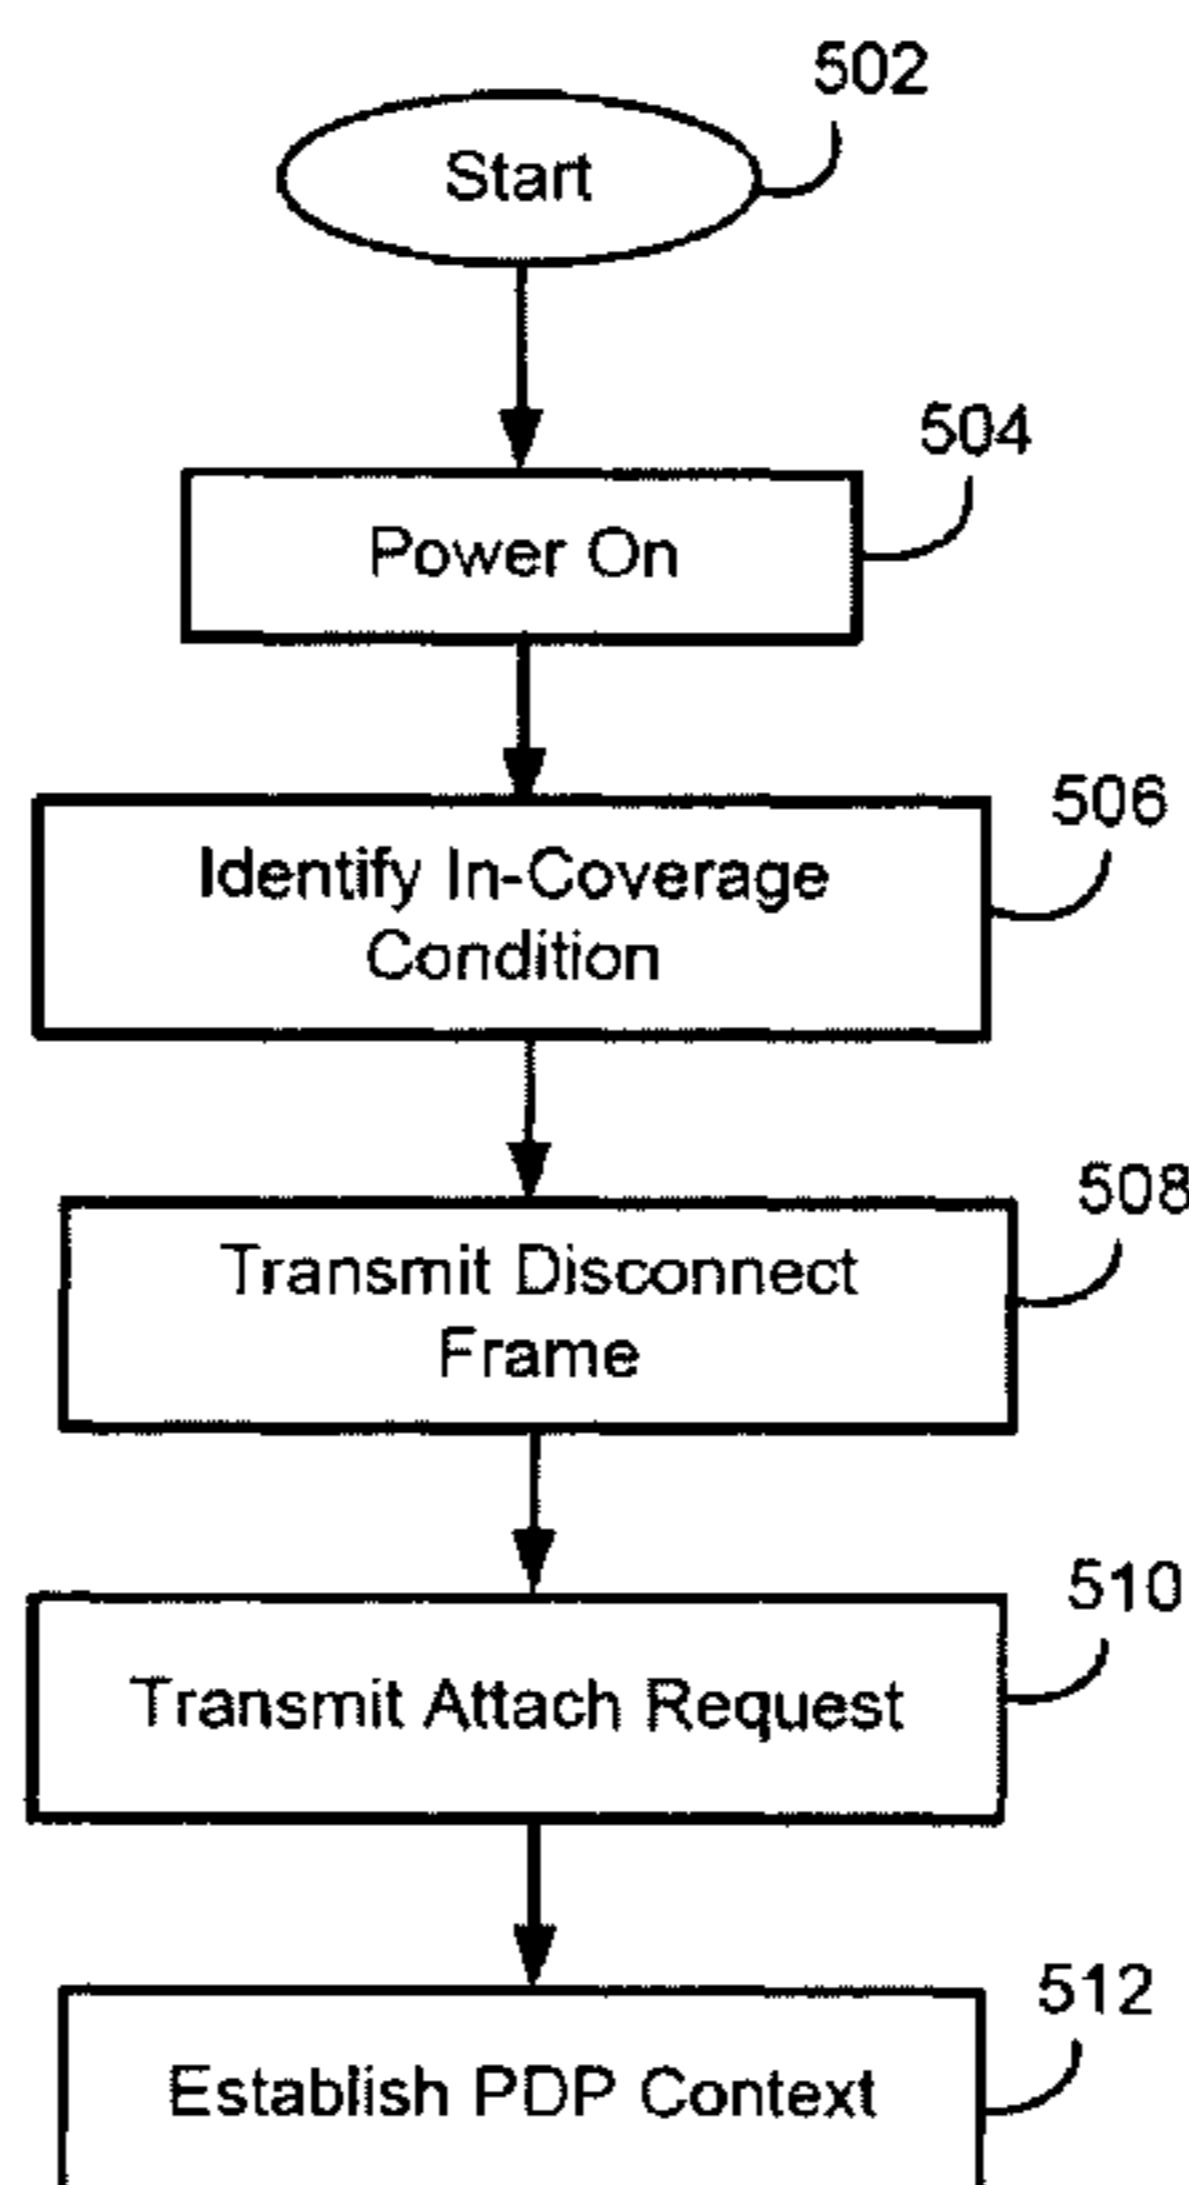 502
Start
504
Power On
506
Identify In-Coverage
Condition
508
Transmit Disconnect
Frame
510
Transmit Attach Request
512
Establish PDP Context